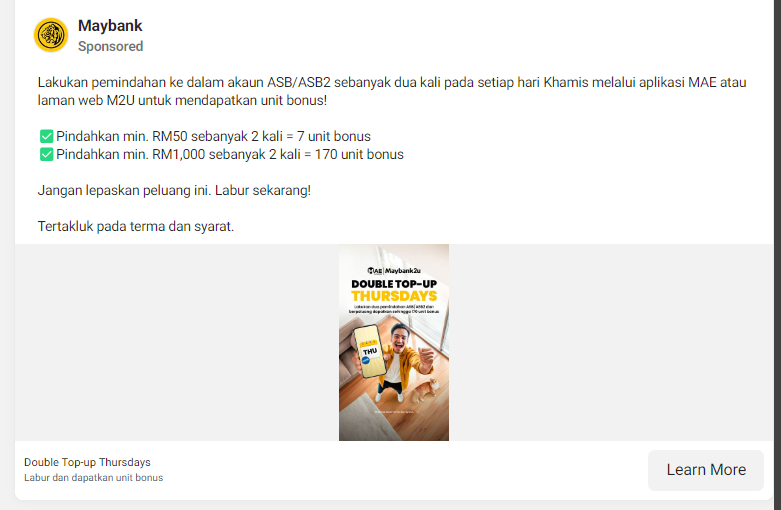 Maybank
Sponsored
Lakukan pemindahan ke dalam akaun ASB/ASB2 sebanyak dua kali pada setiap hari Khamis melalui aplikasi MAE atau
laman web M2U untuk mendapatkan unit bonus!
Pindahkan min. RM50 sebanyak 2 kali = 7 unit bonus
Pindahkan min. RM1,000 sebanyak 2 kali = 170 unit bonus
Jangan lepaskan peluang ini. Labur sekarang!
Tertakluk pada terma dan syarat.
MAE | Maybank2u
DOUBLE TOP-UP
THURSDAYS
Lakukan dua pemindahan ASB/ASB2 dan
berpeluang dapatkan sehingga 170 unit bonus
THU
Double Top-up Thursdays
Labur dan dapatkan unit bonus
Learn More